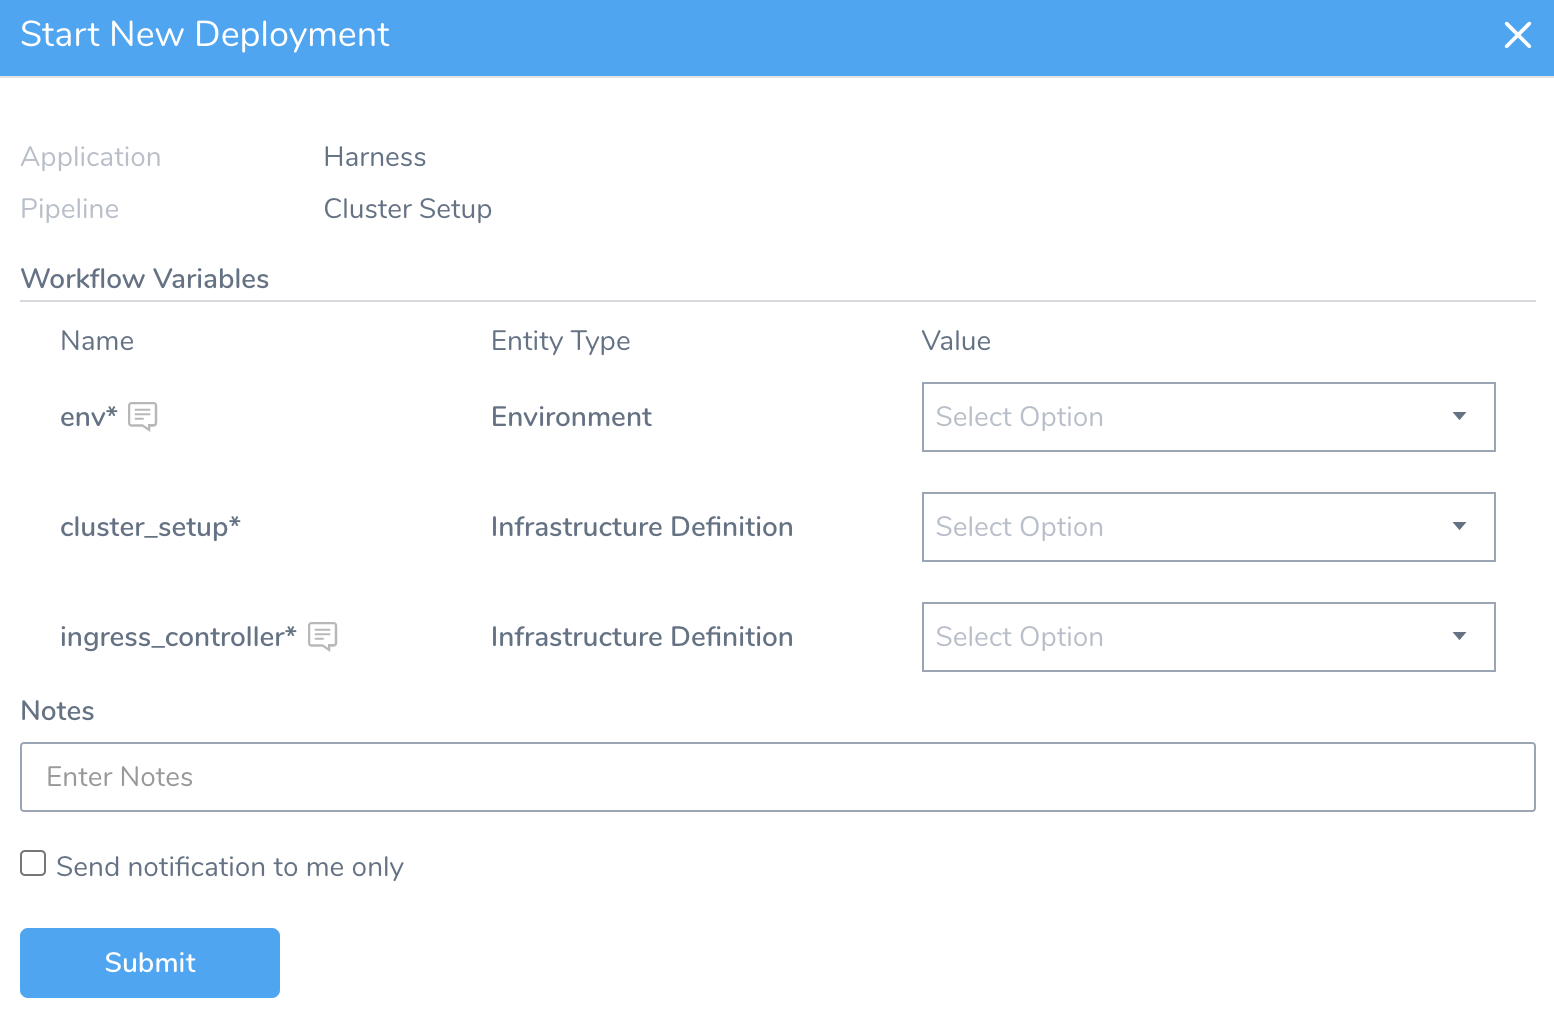 Start New Deployment
Application Harness
Pipeline Cluster Setup
Workflow Variables
Name Entity Type Value
env* Environment Select Option
cluster_setup* Infrastructure Definition Select Option
ingress_controller* Infrastructure Definition Select Option
Notes
Enter Notes
Send notification to me only
Submit